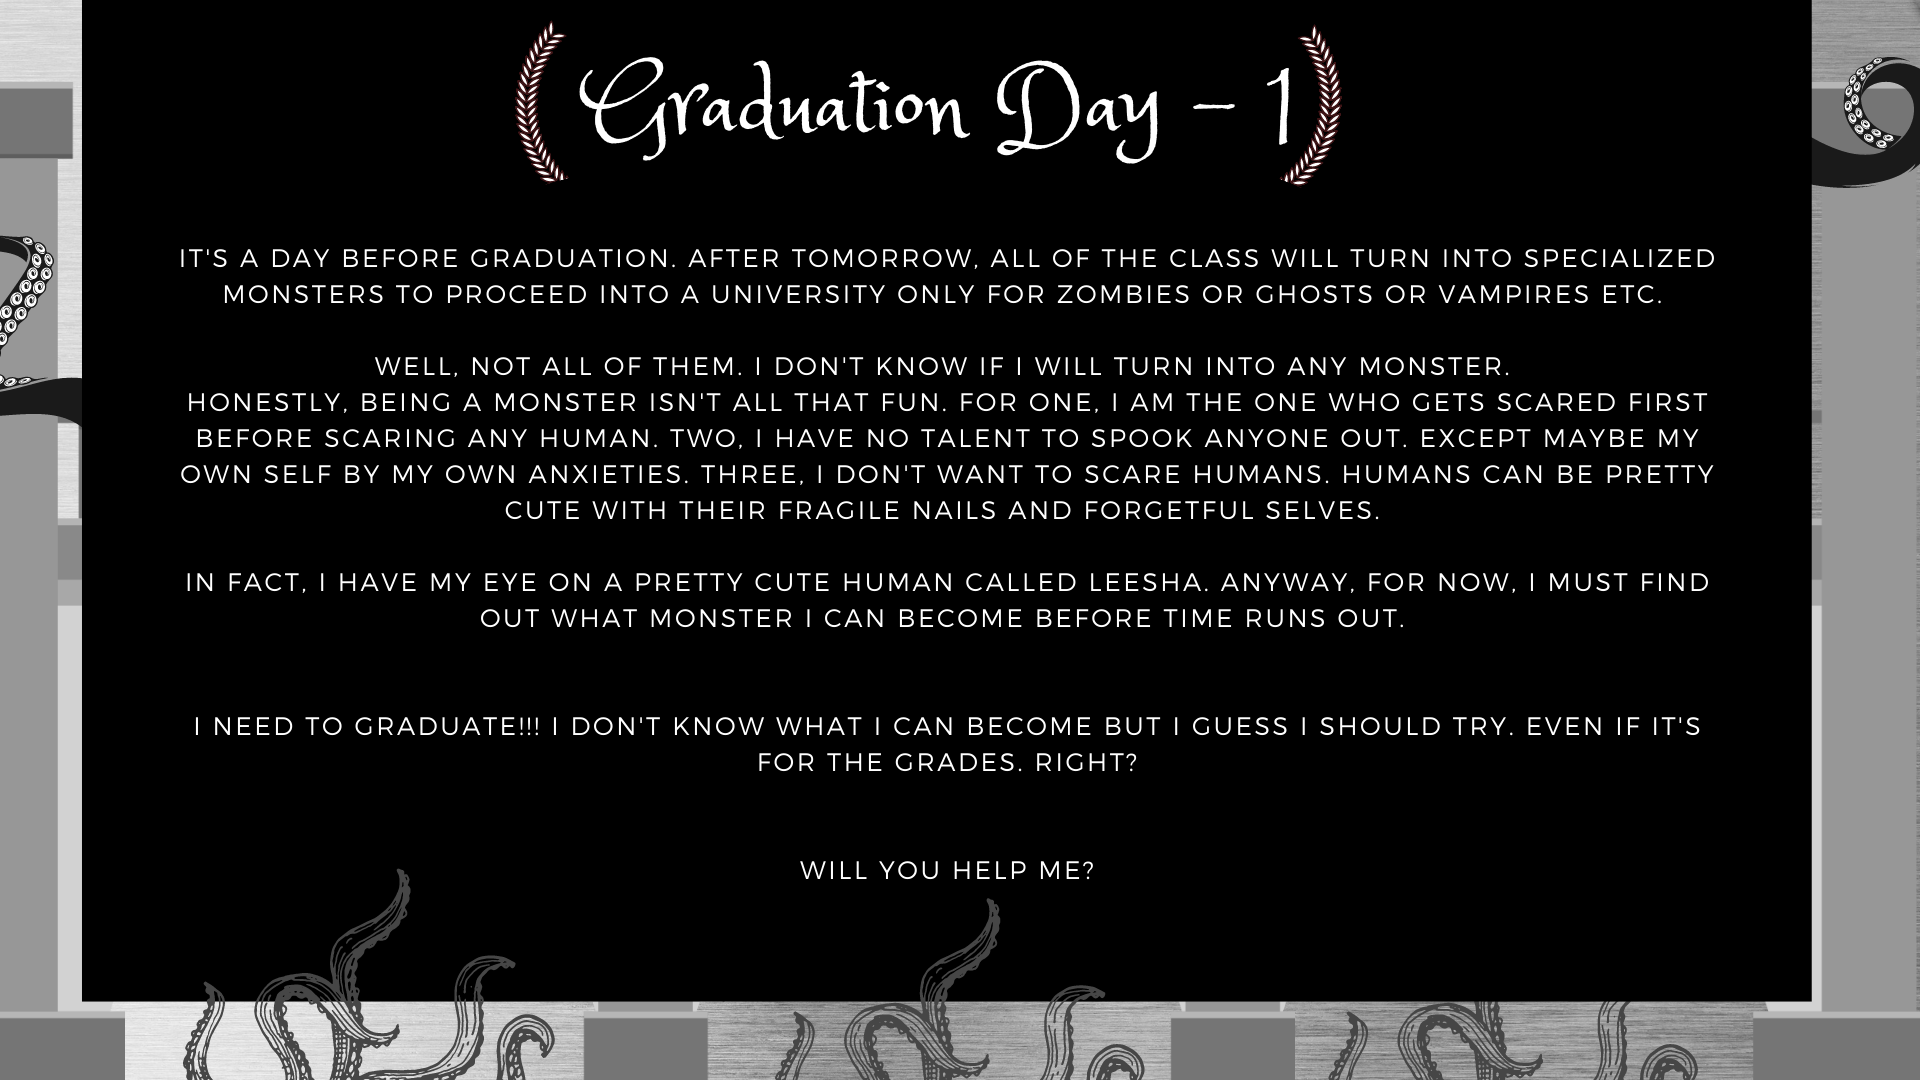 Graduation Day - 1
IT'S A DAY BEFORE GRADUATION. AFTER TOMORROW, ALL OF THE CLASS WILL TURN INTO SPECIALIZED
MONSTERS TO PROCEED INTO A UNIVERSITY ONLY FOR ZOMBIES OR GHOSTS OR VAMPIRES ETC.
WELL, NOT ALL OF THEM. I DON'T KNOW IF I WILL TURN INTO ANY MONSTER.
HONESTLY, BEING A MONSTER ISN'T ALL THAT FUN. FOR ONE, I AM THE ONE WHO GETS SCARED FIRST
BEFORE SCARING ANY HUMAN. TWO, I HAVE NO TALENT TO SPOOK ANYONE OUT. EXCEPT MAYBE MY
OWN SELF BY MY OWN ANXIETIES. THREE, I DON'T WANT TO SCARE HUMANS. HUMANS CAN BE PRETTY
CUTE WITH THEIR FRAGILE NAILS AND FORGETFUL SELVES.
IN FACT, I HAVE MY EYE ON A PRETTY CUTE HUMAN CALLED LEESHA. ANYWAY, FOR NOW, I MUST FIND
OUT WHAT MONSTER I CAN BECOME BEFORE TIME RUNS OUT.
I NEED TO GRADUATE!!! I DON'T KNOW WHAT I CAN BECOME BUT I GUESS I SHOULD TRY. EVEN IF IT'S
FOR THE GRADES. RIGHT?
WILL YOU HELP ME?